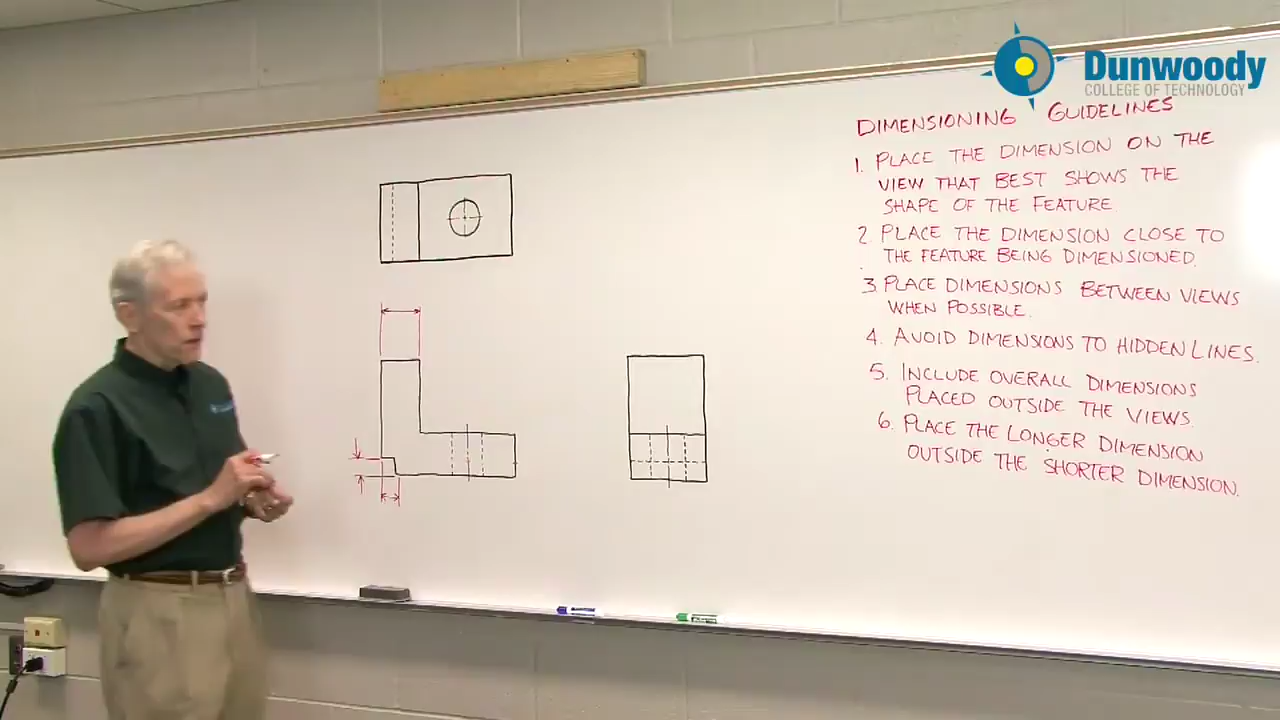 Dunwoody
COLLEGE OF TECHNOLOGY
DIMENSIONING GUIDELINES
1. PLACE THE DIMENSION ON THE
VIEW THAT BEST SHOWS THE
SHAPE OF THE FEATURE
2. PLACE THE DIMENSION CLOSE TO
THE FEATURE BEING DIMENSIONED.
3. PLACE DIMENSIONS BETWEEN VIEWS
WHEN POSSIBLE.
4. AVOID DIMENSIONS TO HIDDEN LINES.
5. INCLUDE OVERALL DIMENSIONS
PLACED OUTSIDE THE VIEWS.
6. PLACE THE LONGER DIMENSION
OUTSIDE THE SHORTER DIMENSION.